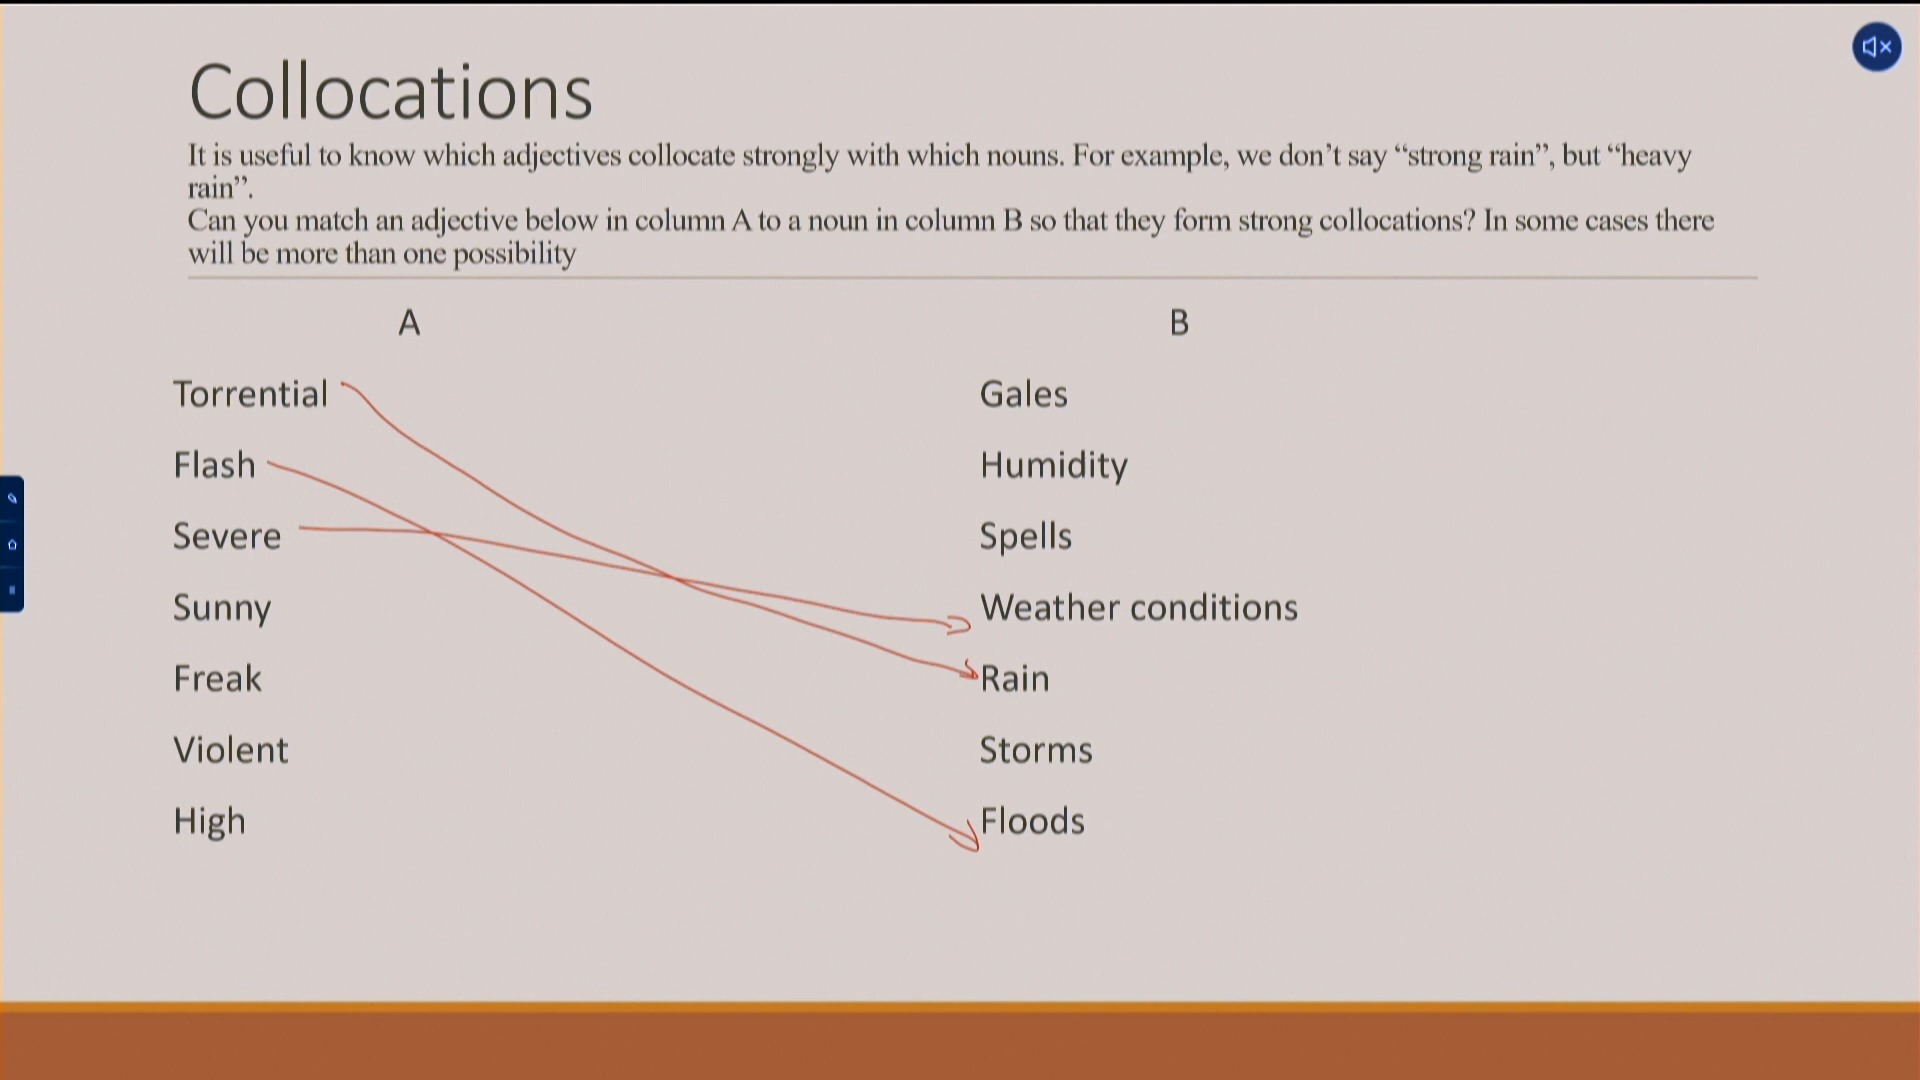 Collocations
It is useful to know which adjectives collocate strongly with which nouns. For example, we don’t say “strong rain”, but “heavy
rain”.
Can you match an adjective below in column A to a noun in column B so that they form strong collocations? In some cases there
will be more than one possibility
A
B
Torrential
Gales
Flash
Humidity
Severe
Spells
Sunny
Weather conditions
Freak
Rain
Violent
Storms
High
Floods